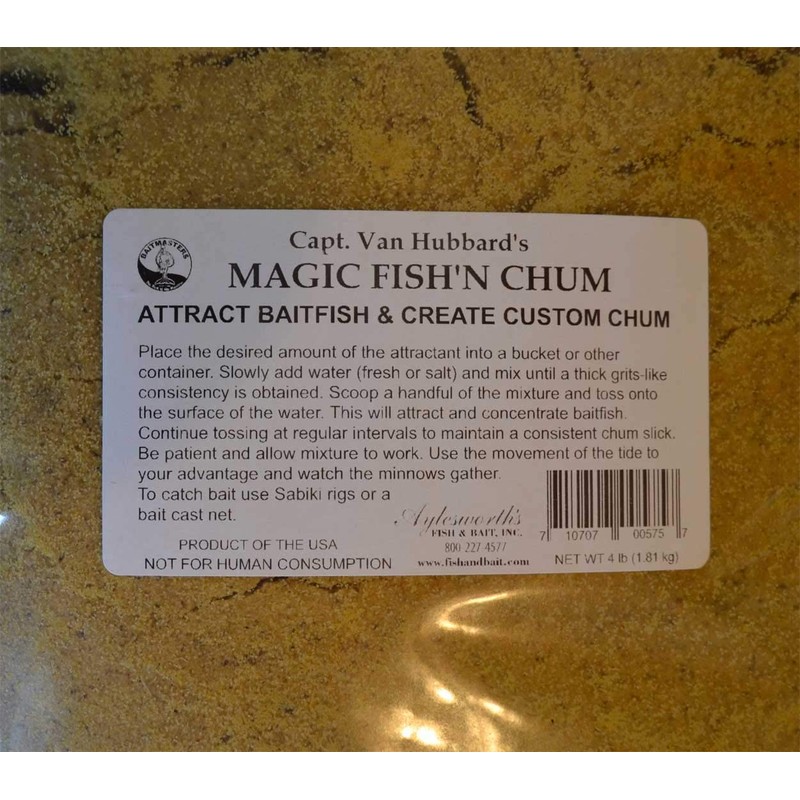 BAITMASTERS
Capt. Van Hubbard's
MAGIC FISH'N CHUM
ATTRACT BAITFISH & CREATE CUSTOM CHUM
Place the desired amount of the attractant into a bucket or other
container. Slowly add water (fresh or salt) and mix until a thick grits-like
consistency is obtained. Scoop a handful of the mixture and toss onto
the surface of the water. This will attract and concentrate baitfish.
Continue tossing at regular intervals to maintain a consistent chum slick.
Be patient and allow mixture to work. Use the movement of the tide to
your advantage and watch the minnows gather.
To catch bait use Sabiki rigs or a
bait cast net.
PRODUCT OF THE USA
NOT FOR HUMAN CONSUMPTION
Aylesworth's
FISH & BAIT, INC.
800 227 4577
www.fishandbait.com
7 10707 00575 7
NET WT 4 lb (1.81 kg)